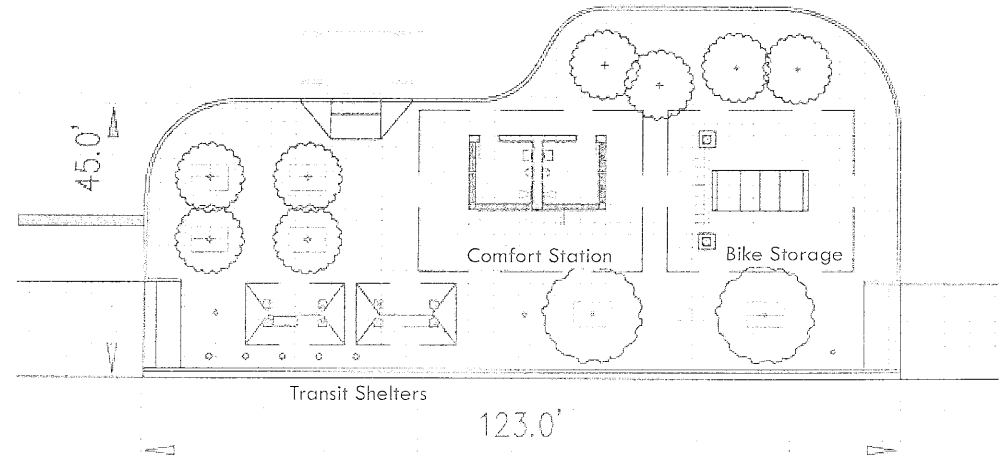 45.0'
Comfort Station
Bike Storage
Transit Shelters
123.0'